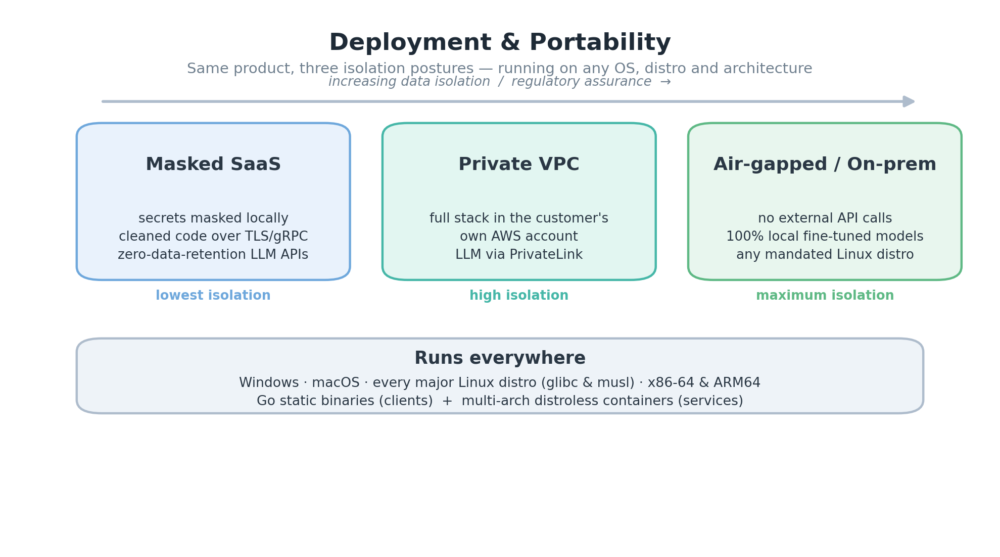 Deployment & Portability
Same product, three isolation postures — running on any OS, distro and architecture
increasing data isolation / regulatory assurance →
Masked SaaS
secrets masked locally
cleaned code over TLS/gRPC
zero-data-retention LLM APIs
lowest isolation
Private VPC
full stack in the customer's
own AWS account
LLM via PrivateLink
high isolation
Air-gapped / On-prem
no external API calls
100% local fine-tuned models
any mandated Linux distro
maximum isolation
Runs everywhere
Windows · macOS · every major Linux distro (glibc & musl) · x86-64 & ARM64
Go static binaries (clients) + multi-arch distroless containers (services)